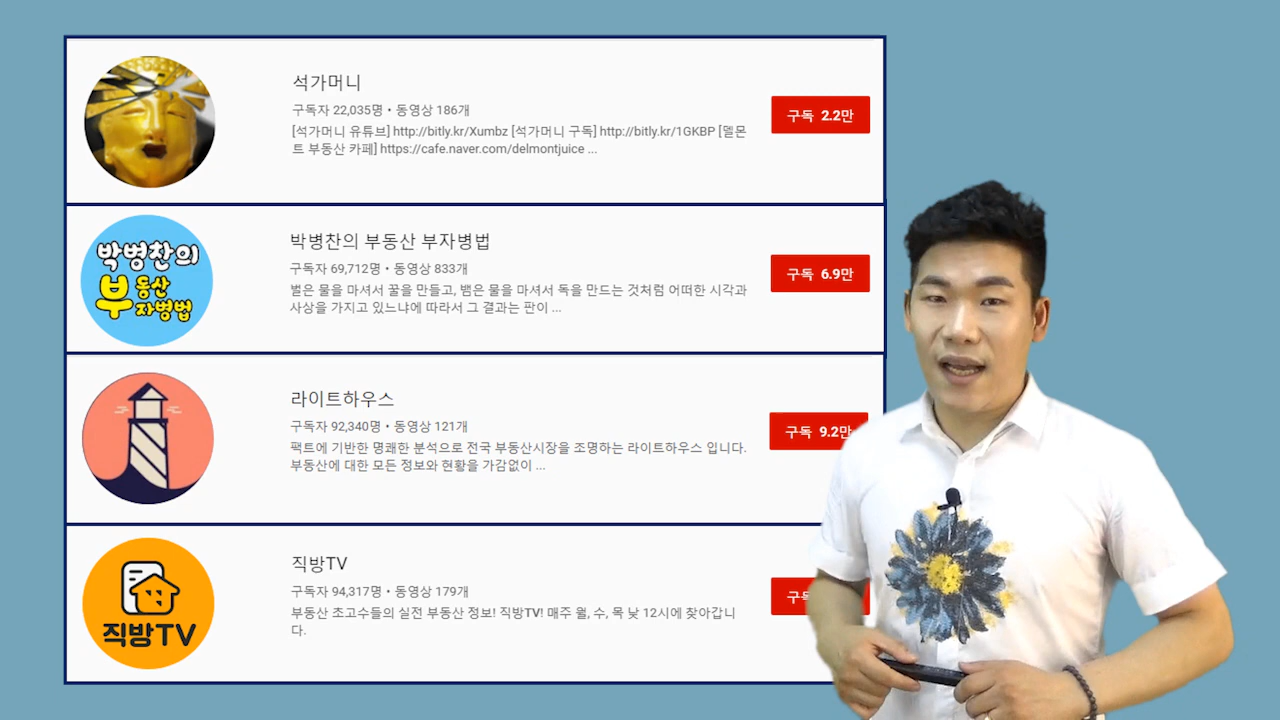 석가머니
구독자 22,035명 • 동영상 186개
[석가머니 유튜브] http://bitly.kr/Xumbz [석가머니 구독] http://bitly.kr/1GKBP [델몬
트 부동산 카페] https://cafe.naver.com/delmontjuice ...
구독 2.2만
박병찬의
부동산
자병법
박병찬의 부동산 부자병법
구독자 69,712명 • 동영상 833개
벌은 물을 마셔서 꿀을 만들고, 뱀은 물을 마셔서 독을 만드는 것처럼 어떠한 시각과
사상을 가지고 있느냐에 따라서 그 결과는 판이 ...
구독 6.9만
라이트하우스
구독자 92,340명 • 동영상 121개
팩트에 기반한 명쾌한 분석으로 전국 부동산시장을 조명하는 라이트하우스 입니다.
부동산에 대한 모든 정보와 현황을 가감없이 ...
구독 9.2만
직방TV
직방TV
구독자 94,317명 • 동영상 179개
부동산 초고수들의 실전 부동산 정보! 직방TV! 매주 월, 수, 목 낮 12시에 찾아갑니
다.